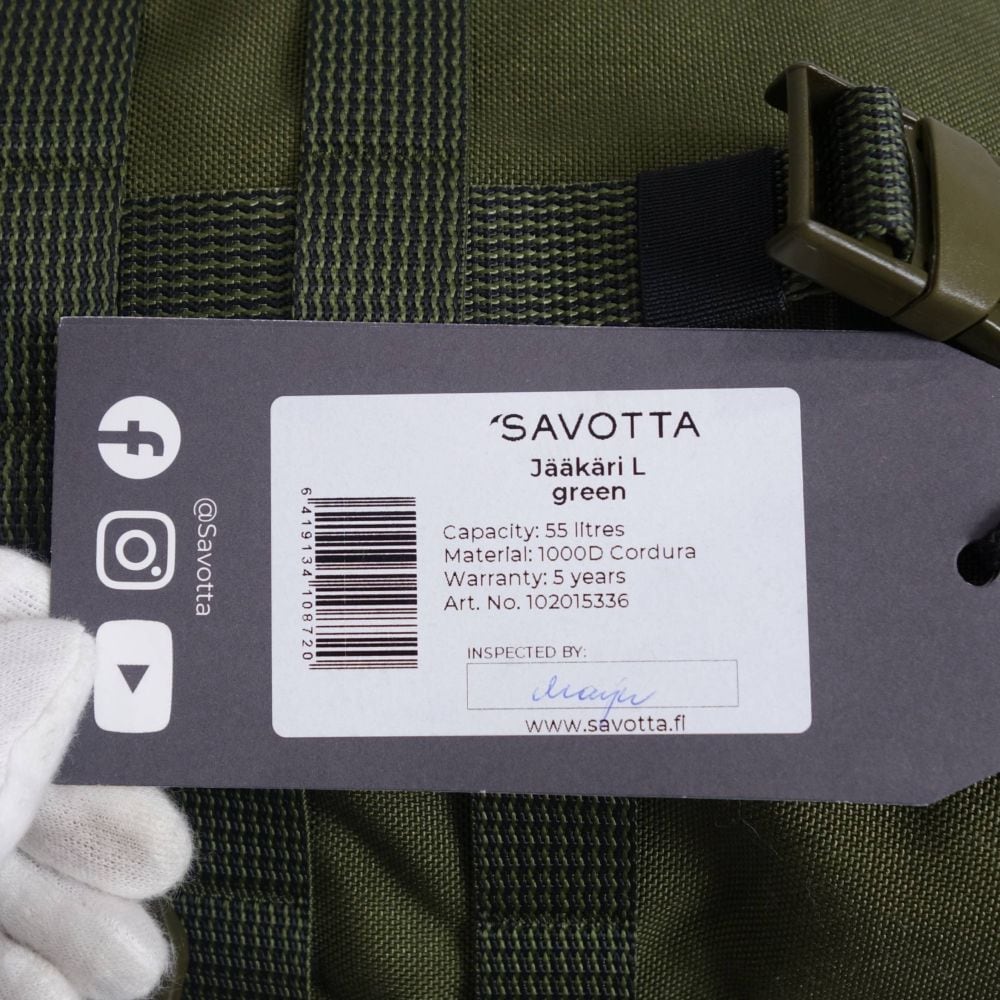 SAVOTTA
Jääkäri L
green
Capacity: 55 litres
Material: 1000D Cordura
Warranty: 5 years
Art. No. 102015336
INSPECTED BY:
www.savotta.fi
6 419134 108720
@Savotta